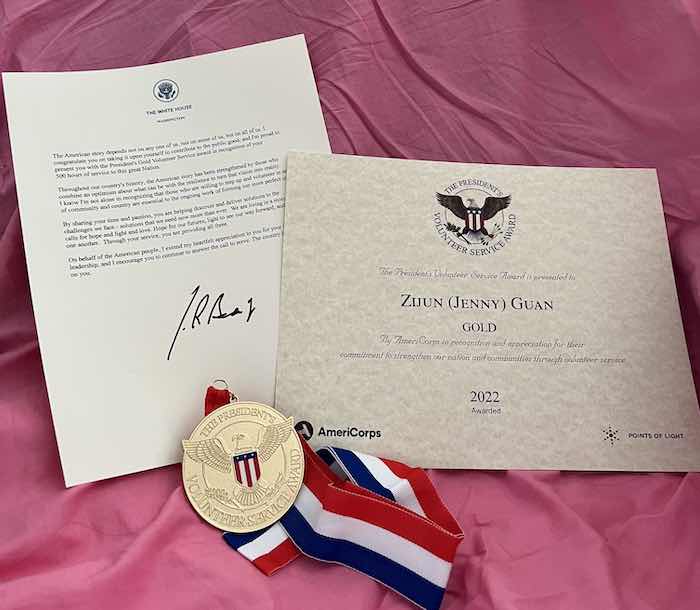 THE WHITE HOUSE
WASHINGTON
The American story depends not on any one of us, not on some of us, but on all of us. I
congratulate you on taking it upon yourself to contribute to the public good, and I'm proud to
present you with the President's Gold Volunteer Service award in recognition of your
500 hours of service to this great Nation.
Throughout our country's history, the American story has been strengthened by those who
combine an optimism about what can be with the resilience to turn that vision into reality.
I know I'm not alone in recognizing that those who are willing to step up and volunteer in
of community and country are essential to the ongoing work of forming our more perfect
By sharing your time and passion, you are helping discover and deliver solutions to the
challenges we face - solutions that we need now more than ever. We are living in a
calls for hope and light and love. Hope for our futures, light to see our way forward, and
one another. Through your service, you are providing all three.
On behalf of the American people, I extend my heartfelt appreciation to you for your
leadership, and I encourage you to continue to answer the call to serve. The country
on you.
THE PRESIDENT'S
VOLUNTEER SERVICE AWARD
The President's Volunteer Service Award is presented to
ZIJUN (JENNY) GUAN
GOLD
By AmeriCorps in recognition and appreciation for their
commitment to strengthen our nation and communities through volunteer service
2022
Awarded
AmeriCorps
POINTS OF LIGHT
THE PRESIDENT'S
VOLUNTEER SERVICE AWARD